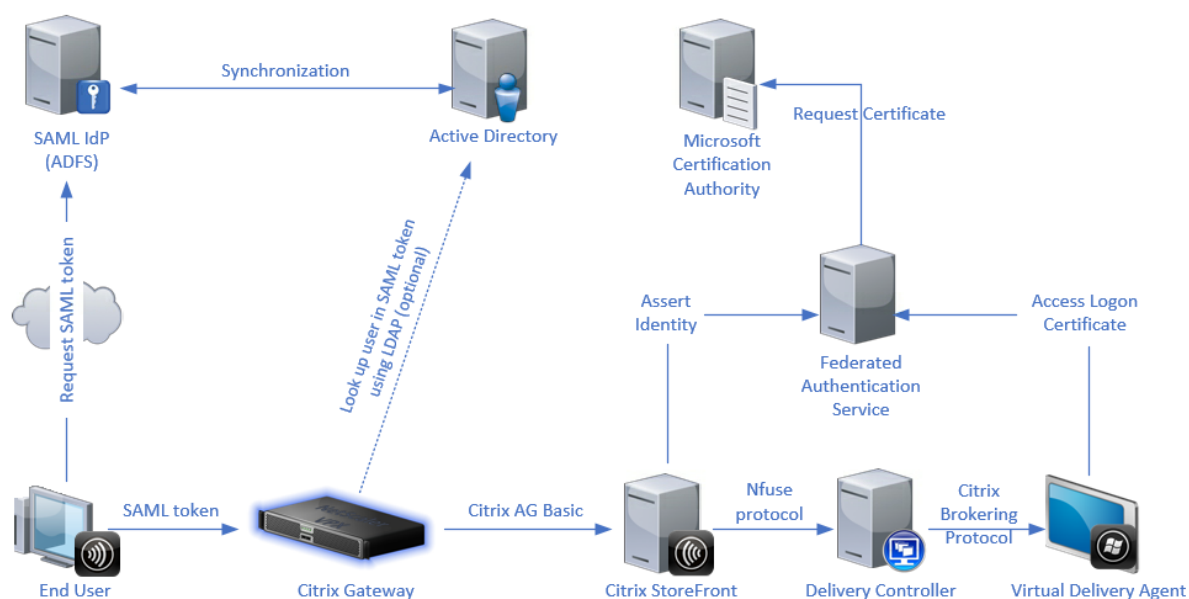 Synchronization
SAML IdP
(ADFS)
Active Directory
Request Certificate
Microsoft
Certification
Authority
Request SAML token
Look up user in SAML token
using LDAP (optional)
Assert
Identity
Access Logon
Certificate
Federated
Authentication
Service
SAML token
Citrix AG Basic
Nfuse
protocol
Citrix
Brokering
Protocol
End User
Citrix Gateway
Citrix StoreFront
Delivery Controller
Virtual Delivery Agent